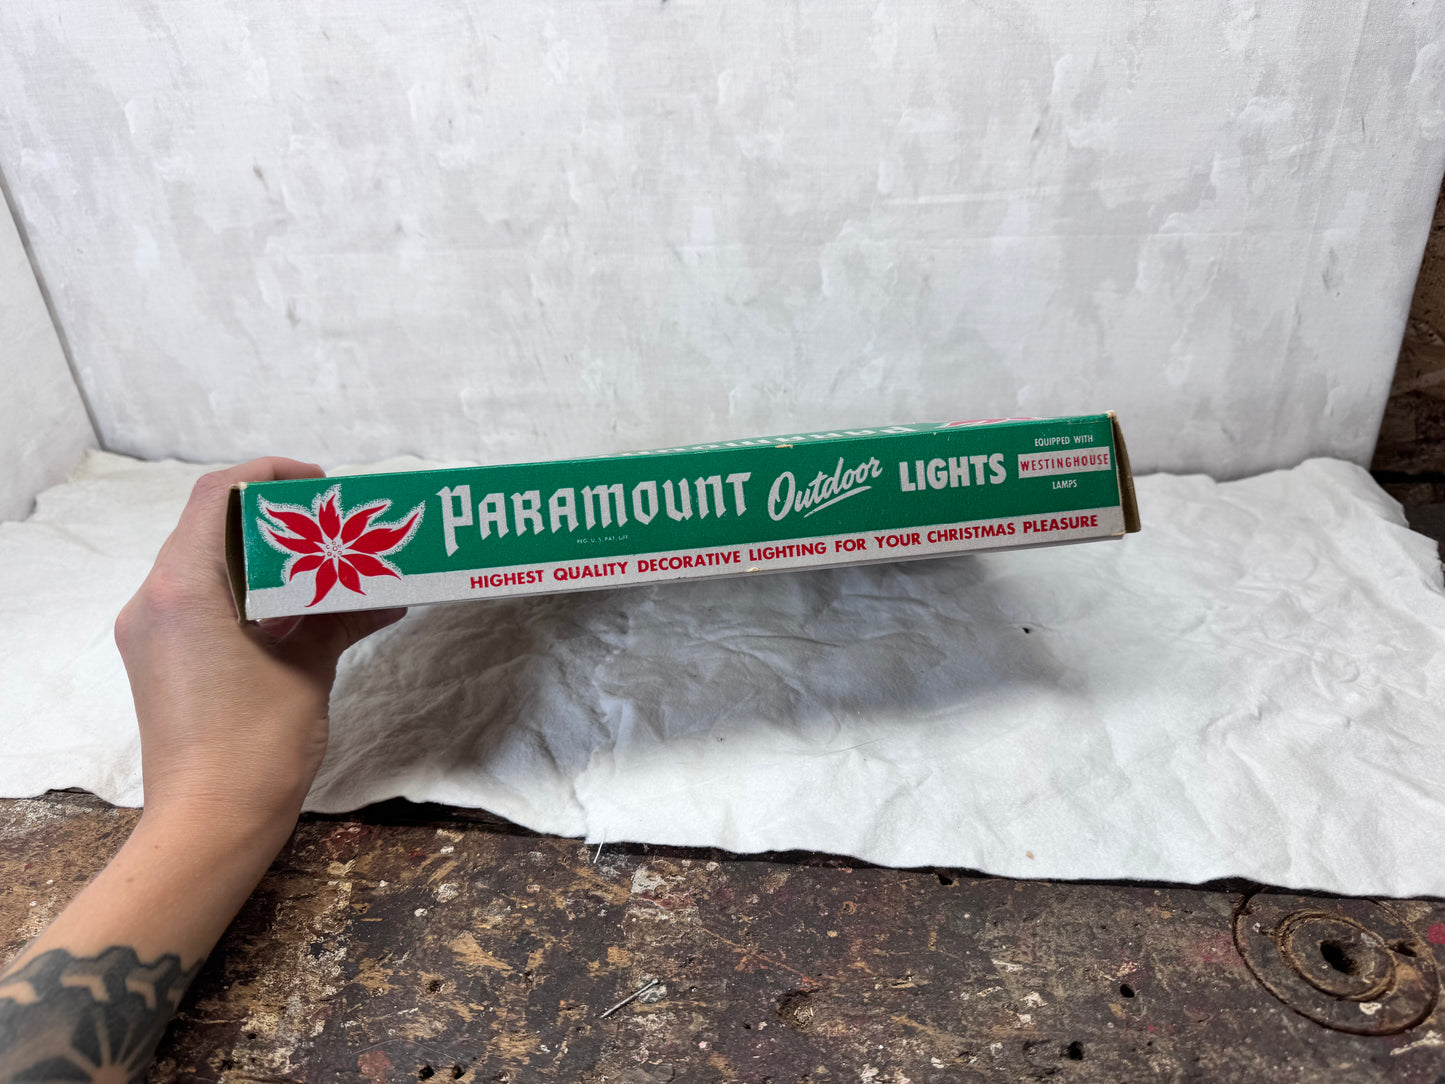 PARAMOUNT Outdoor LIGHTS
REG. U. S. PAT. OFF.
EQUIPPED WITH
WESTINGHOUSE
LAMPS
HIGHEST QUALITY DECORATIVE LIGHTING FOR YOUR CHRISTMAS PLEASURE